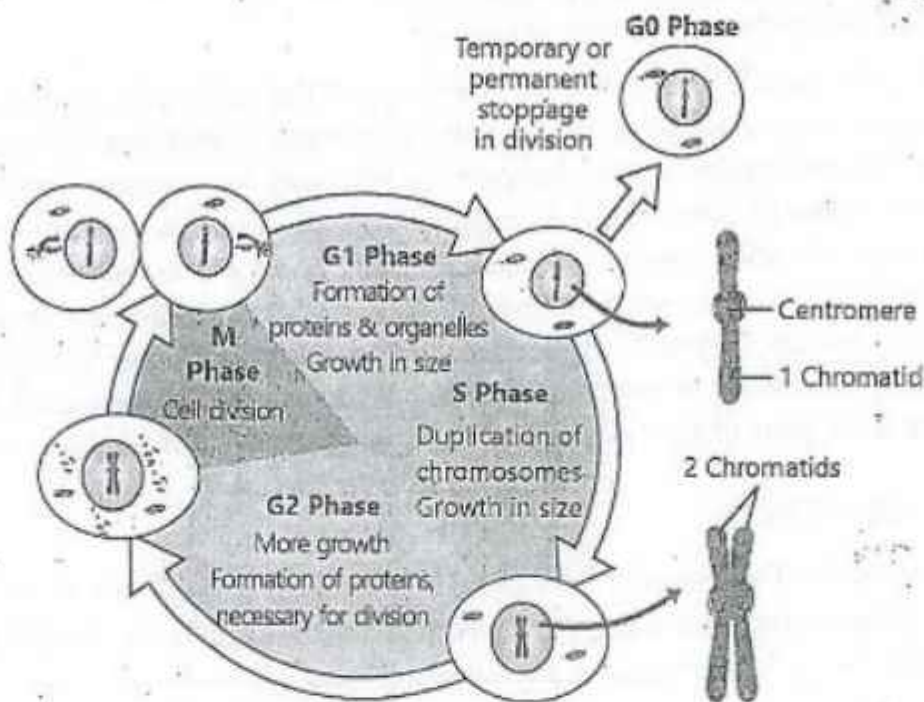 G0 Phase
Temporary or
permanent
stoppage
in division
G1 Phase
Formation of
proteins & organelles
Growth in size
M
Phase
Cell division
S Phase
Duplication of
chromosomes
Growth in size
G2 Phase
More growth
Formation of proteins,
necessary for division
Centromere
1 Chromatid
2 Chromatids